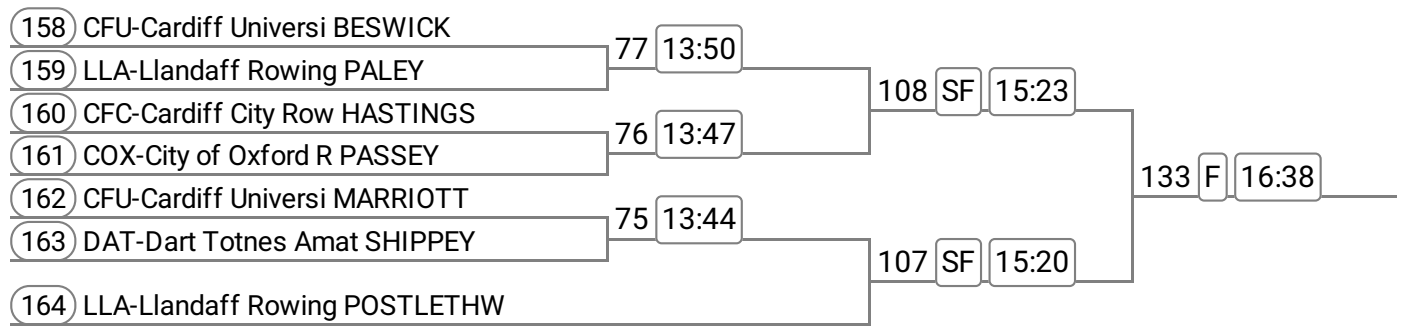 158 CFU-Cardiff Universi BESWICK
77 13:50
159 LLA-Llandaff Rowing PALEY
108 SF 15:23
160 CFC-Cardiff City Row HASTINGS
76 13:47
161 COX-City of Oxford R PASSEY
133 F 16:38
162 CFU-Cardiff Universi MARRIOTT
75 13:44
163 DAT-Dart Totnes Amat SHIPPEY
107 SF 15:20
164 LLA-Llandaff Rowing POSTLETHW